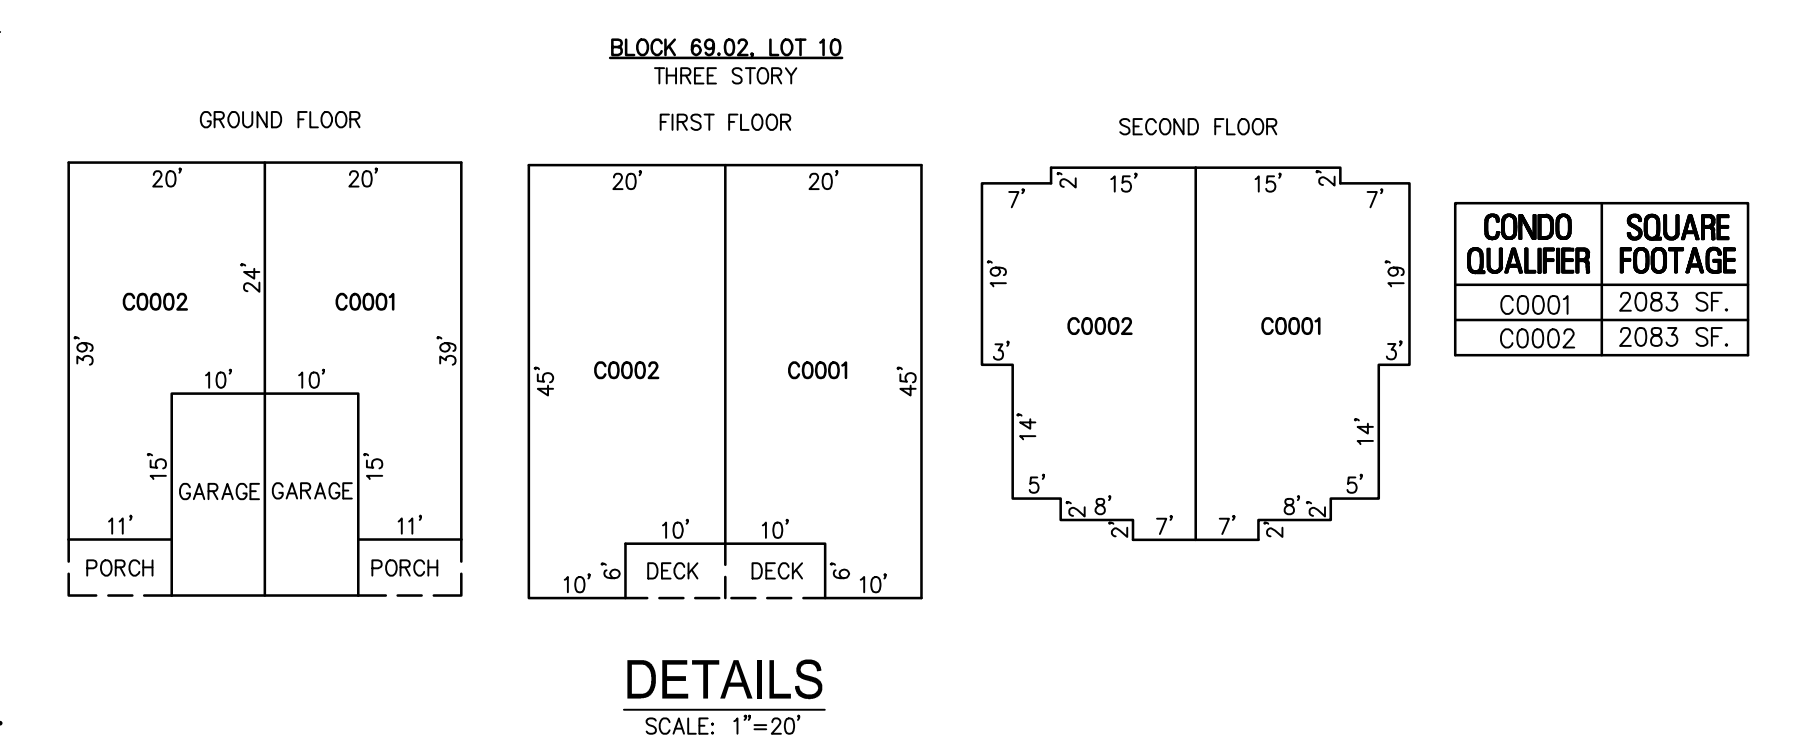 BLOCK 69.02, LOT 10
THREE STORY
GROUND FLOOR
20' 20'
24'
C0002 C0001
39' 39'
10' 10'
15' 15'
GARAGE GARAGE
11' 11'
PORCH PORCH
FIRST FLOOR
20' 20'
C0002 C0001
45' 45'
10' 10'
6' DECK DECK 6'
10' 10'
SECOND FLOOR
7' 2' 15' 15' 2' 7'
19' 19'
C0002 C0001
3' 3'
14' 14'
5' 5'
2' 8' 8' 2'
2' 7' 7' 2'
CONDO QUALIFIER SQUARE FOOTAGE
C0001 2083 SF.
C0002 2083 SF.
DETAILS
SCALE: 1"=20'